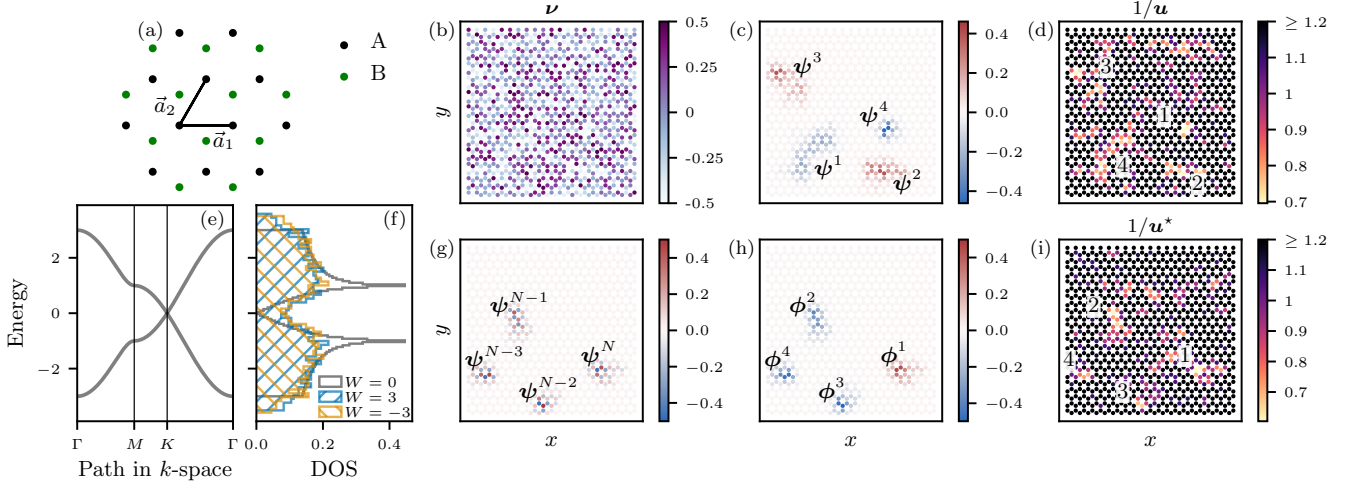 (a)
A
B
a⃗₂
a⃗₁
ν
(b)
y
0.5
0.25
0
-0.25
-0.5
(c)
ψ³
ψ⁴
ψ¹
ψ²
0.4
0.2
0.0
−0.2
−0.4
1/u
(d)
3
1
4
2
≥ 1.2
1.1
1
0.9
0.8
0.7
(e)
Energy
2
0
−2
Γ
M
K
Γ
Path in k-space
(f)
W = 0
W = 3
W = −3
0.0
0.2
0.4
DOS
(g)
y
ψᴺ⁻¹
ψᴺ⁻³
ψᴺ
ψᴺ⁻²
x
0.4
0.2
0.0
−0.2
−0.4
(h)
ϕ²
ϕ⁴
ϕ¹
ϕ³
x
0.4
0.2
0.0
−0.2
−0.4
1/u⋆
(i)
2
1
4
3
x
≥ 1.2
1.1
1
0.9
0.8
0.7